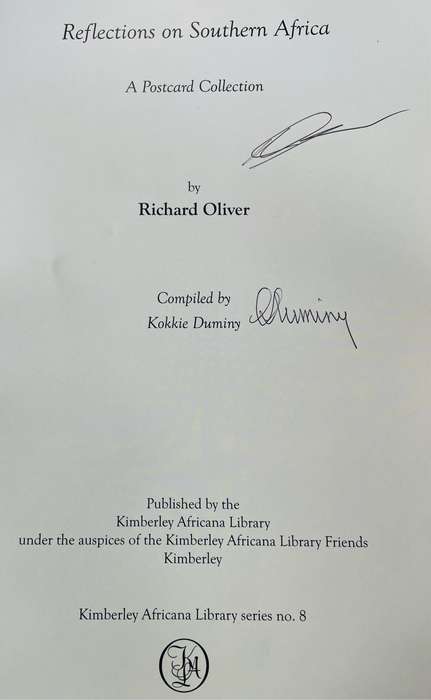 Reflections on Southern Africa
A Postcard Collection
by
Richard Oliver
Compiled by
Kokkie Duminy
Duminy
Published by the
Kimberley Africana Library
under the auspices of the Kimberley Africana Library Friends
Kimberley
Kimberley Africana Library series no. 8